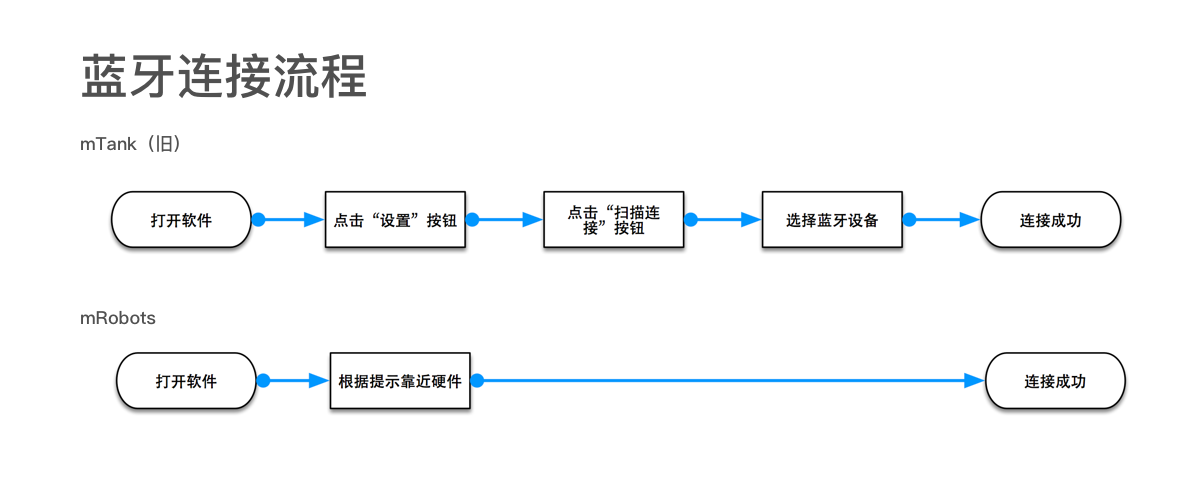 蓝牙连接流程
mTank（旧）
打开软件
点击“设置”按钮
点击“扫描连
接”按钮
选择蓝牙设备
连接成功
mRobots
打开软件
根据提示靠近硬件
连接成功